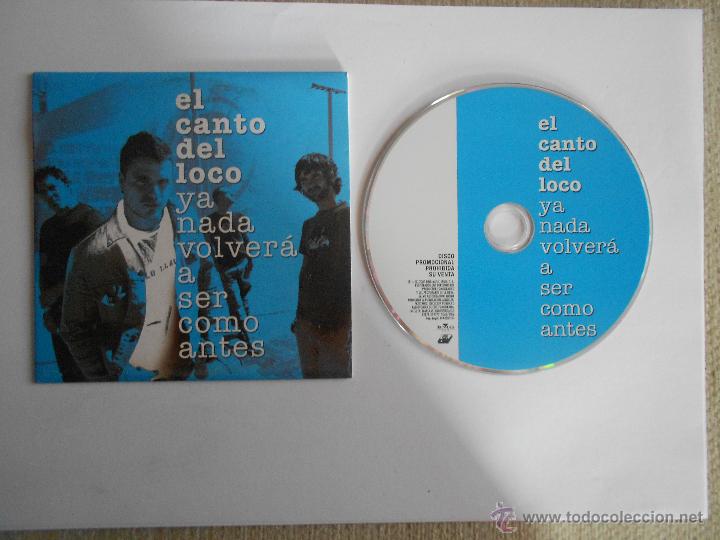 el
canto
del
loco
ya
nada
volverá
a
ser
como
antes
el
canto
del
loco
ya
nada
volverá
a
ser
como
antes
DISCO
PROMOCIONAL
PROHIBIDA
SU VENTA
© www.todocoleccion.net